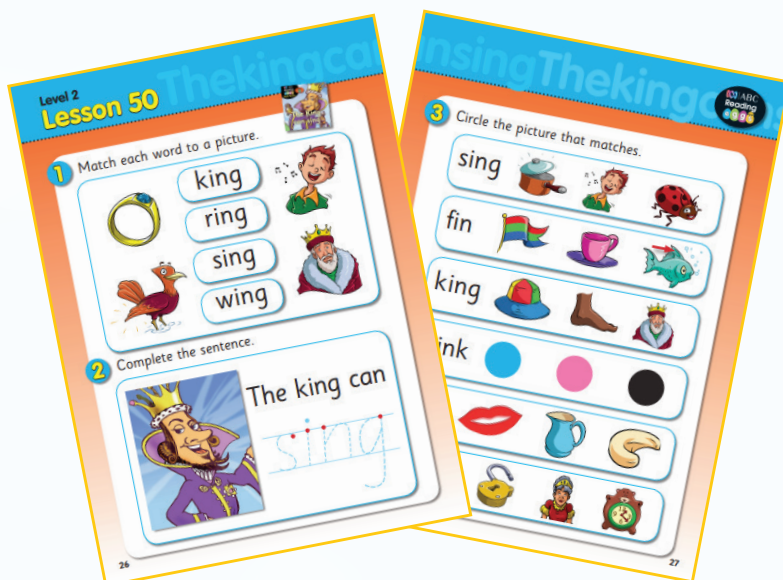 Level 2
Lesson 50
Thekingcan
1
Match each word to a picture.
king
ring
sing
wing
2
Complete the sentence.
The king can
sing
26
nsingThekingc
ABC
Reading
eggs
3
Circle the picture that matches.
sing
fin
king
ink
27